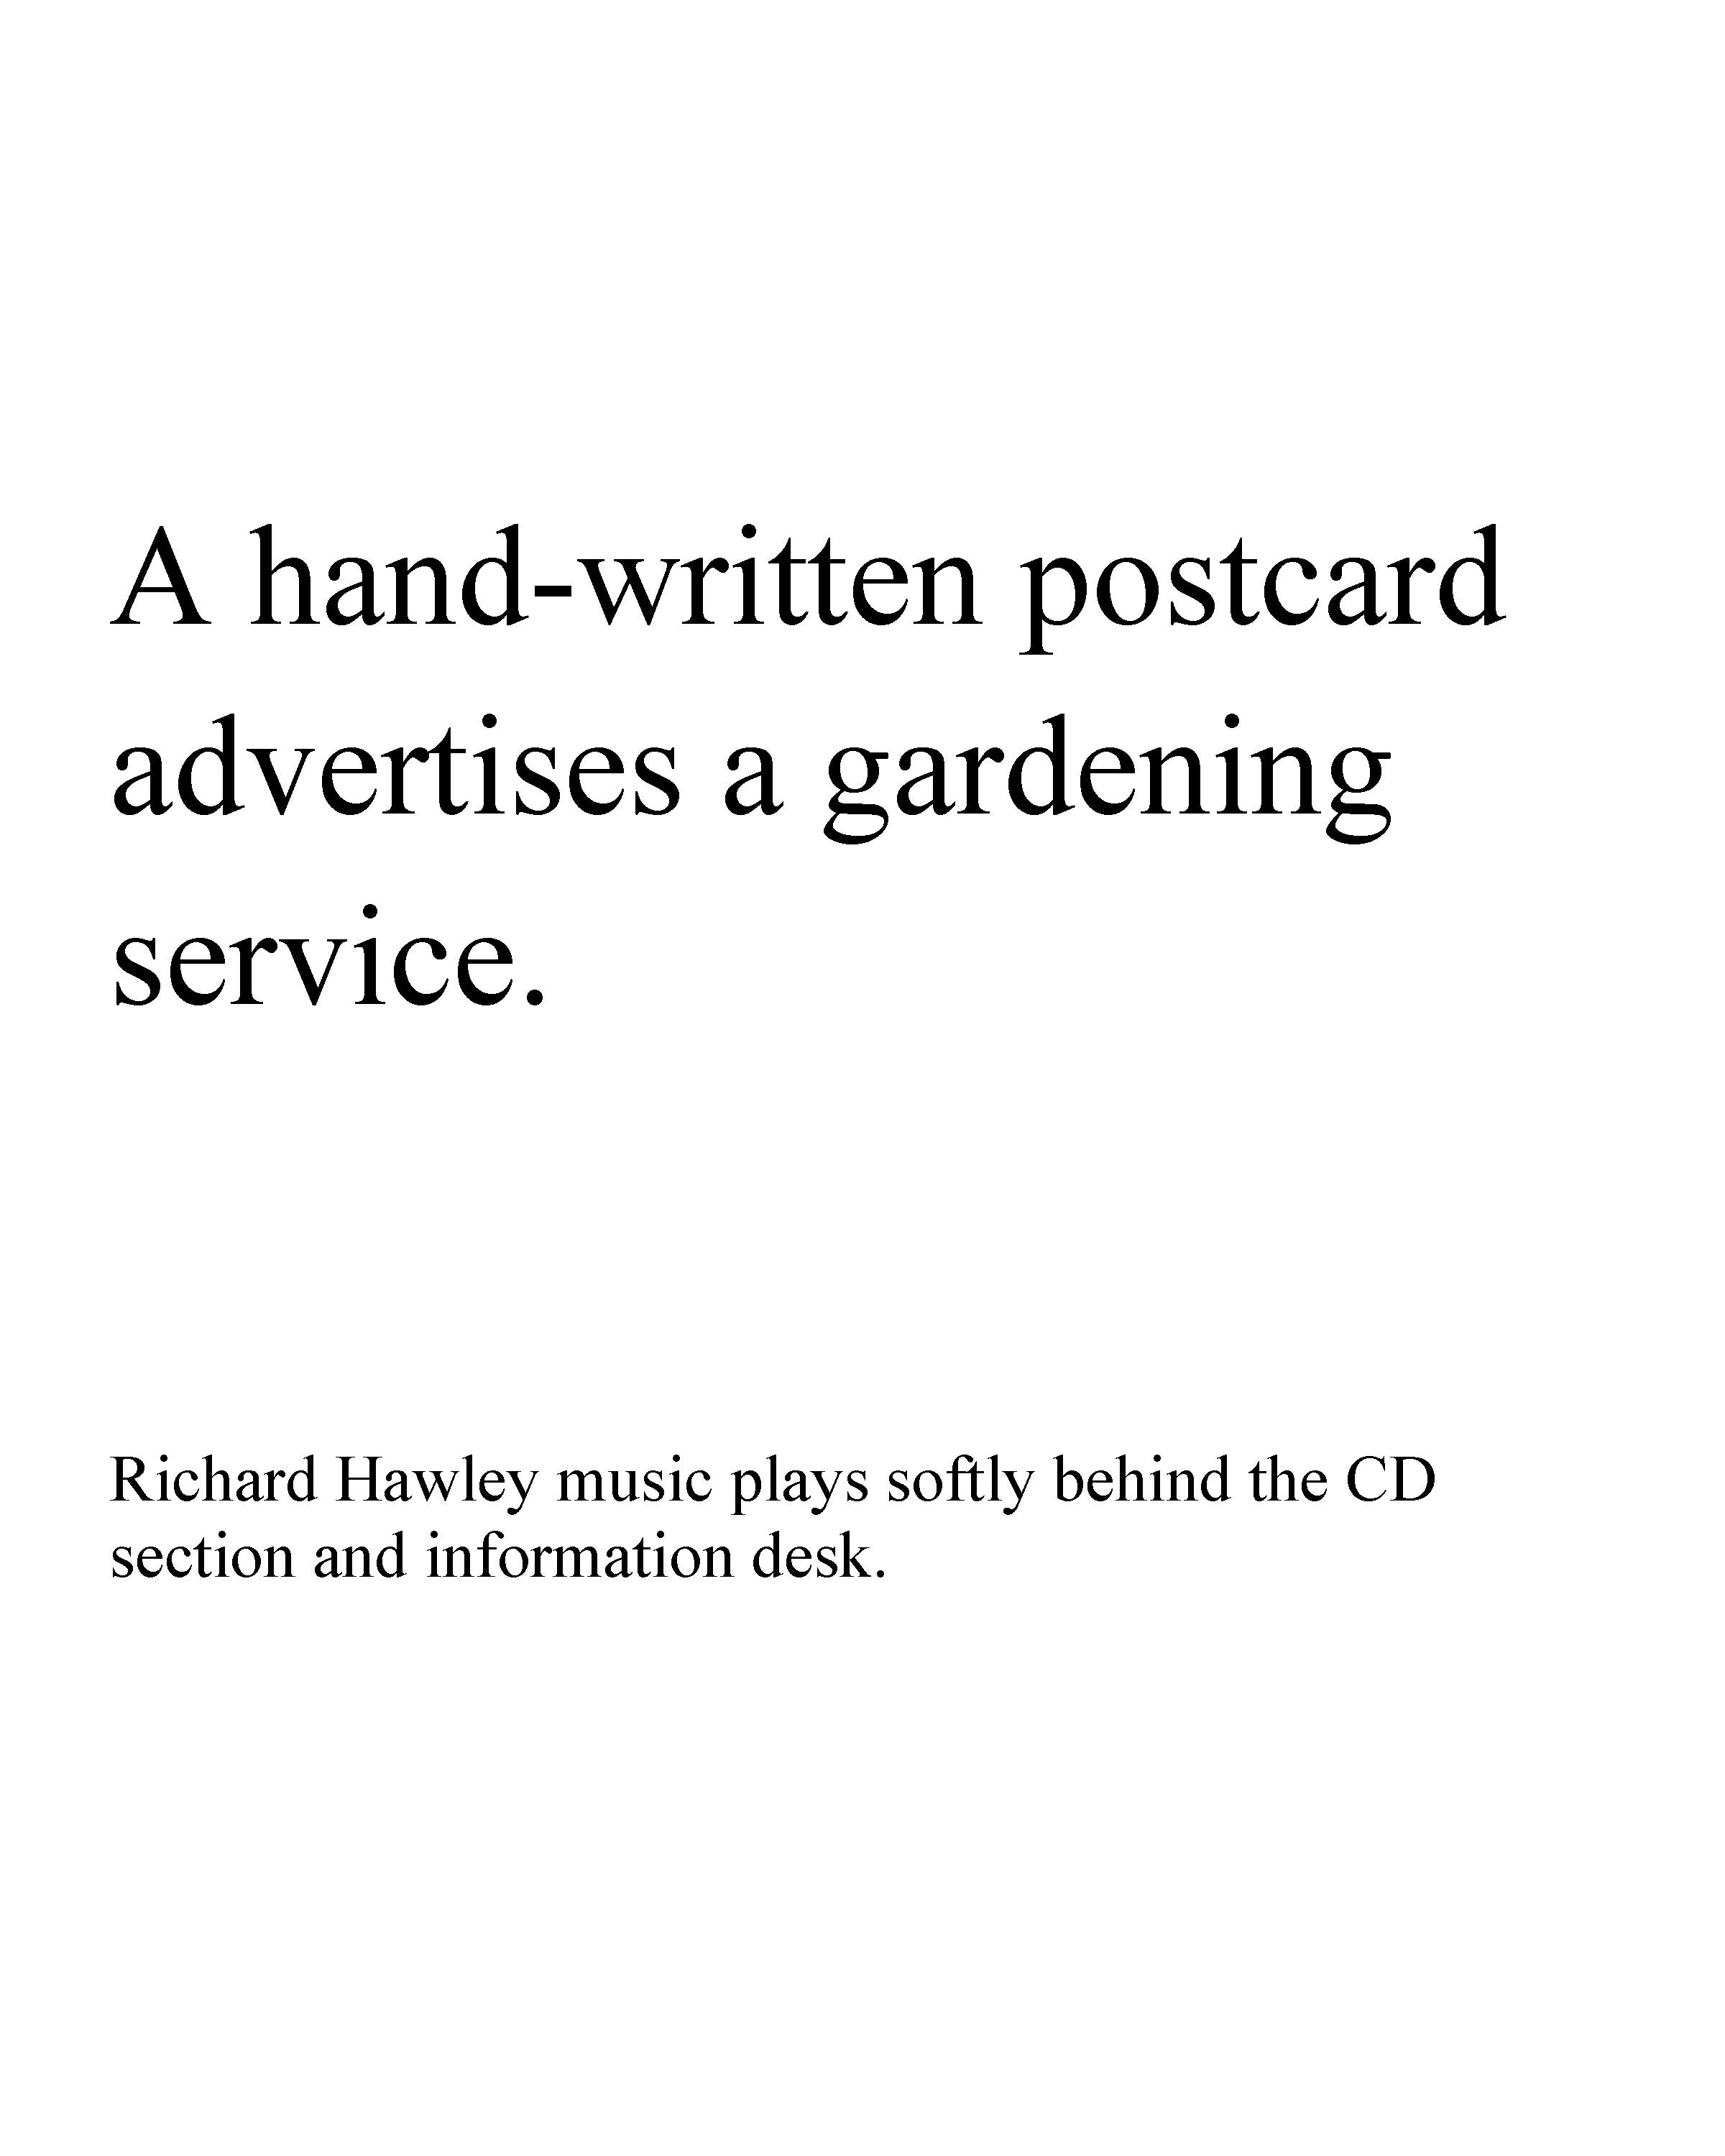 A hand-written postcard
advertises a gardening
service.
Richard Hawley music plays softly behind the CD
section and information desk.